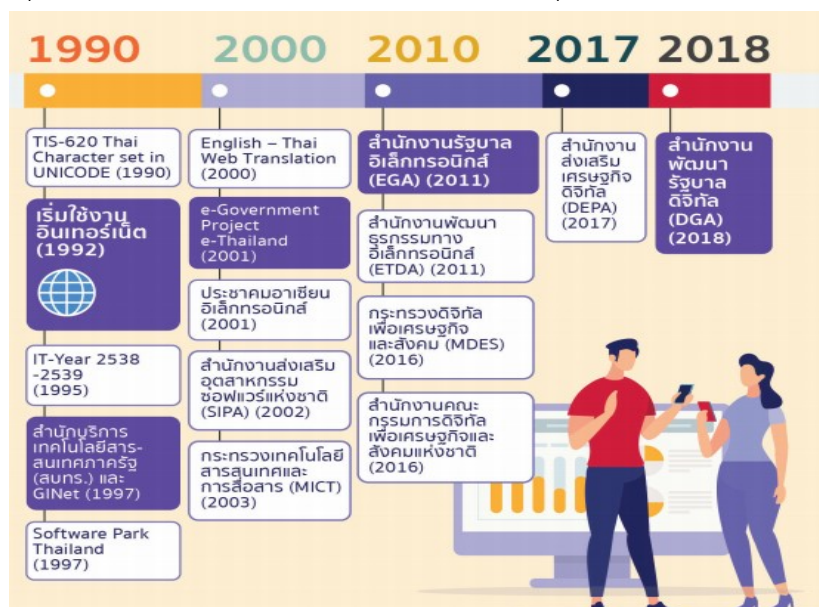 1990
2000
2010
2017
2018
TIS-620 Thai
Character set in
UNICODE (1990)
เริ่มใช้งาน
อินเทอร์เน็ต
(1992)
IT-Year 2538
-2539
(1995)
สำนักบริการ
เทคโนโลยีสาร-
สนเทศภาครัฐ
(สบทร.) และ
GINet (1997)
Software Park
Thailand
(1997)
English – Thai
Web Translation
(2000)
e-Government
Project
e-Thailand
(2001)
ประชาคมอาเซียน
อิเล็กทรอนิกส์
(2001)
สำนักงานส่งเสริม
อุตสาหกรรม
ซอฟแวร์แห่งชาติ
(SIPA) (2002)
กระทรวงเทคโนโลยี
สารสนเทศและ
การสื่อสาร (MICT)
(2003)
สำนักงานรัฐบาล
อิเล็กทรอนิกส์
(EGA) (2011)
สำนักงานพัฒนา
ธุรกรรมทาง
อิเล็กทรอนิกส์
(ETDA) (2011)
กระทรวงดิจิทัล
เพื่อเศรษฐกิจ
และสังคม (MDES)
(2016)
สำนักงานคณะ
กรรมการดิจิทัล
เพื่อเศรษฐกิจและ
สังคมแห่งชาติ
(2016)
สำนักงาน
ส่งเสริม
เศรษฐกิจ
ดิจิทัล
(DEPA)
(2017)
สำนักงาน
พัฒนา
รัฐบาล
ดิจิทัล
(DGA)
(2018)